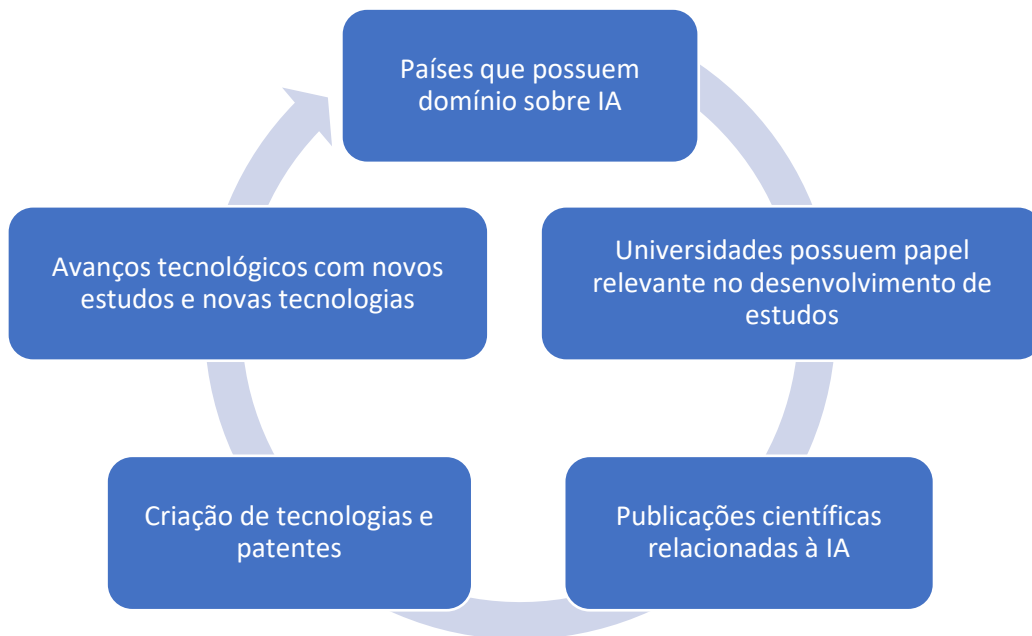 Países que possuem
domínio sobre IA
Universidades possuem papel
relevante no desenvolvimento de
estudos
Publicações científicas
relacionadas à IA
Criação de tecnologias e
patentes
Avanços tecnológicos com novos
estudos e novas tecnologias